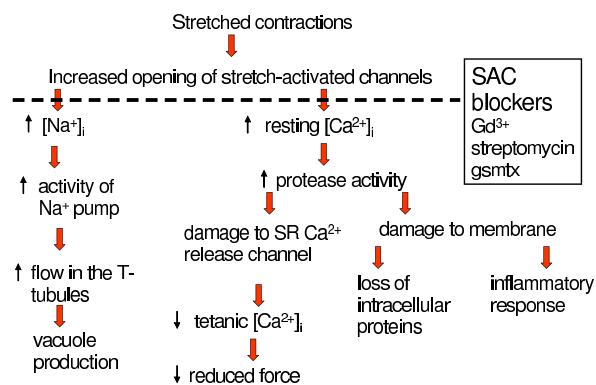 Stretched contractions
Increased opening of stretch-activated channels
SAC
blockers
Gd³⁺
streptomycin
gsmtx
↑ [Na⁺]ᵢ
↑ resting [Ca²⁺]ᵢ
↑ activity of
Na⁺ pump
↑ protease activity
damage to SR Ca²⁺
release channel
damage to membrane
↑ flow in the T-
tubules
loss of
intracellular
proteins
inflammatory
response
vacuole
production
↓ tetanic [Ca²⁺]ᵢ
↓ reduced force